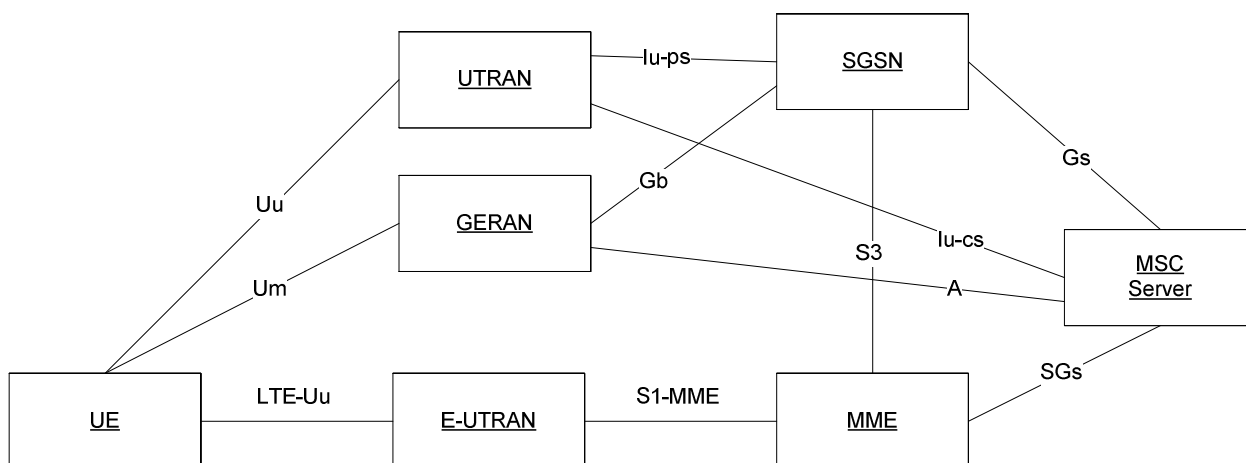 UTRAN
Iu-ps
SGSN
Uu
GERAN
Gb
Gs
Um
Iu-cs
S3
A
MSC
Server
SGs
UE
LTE-Uu
E-UTRAN
S1-MME
MME